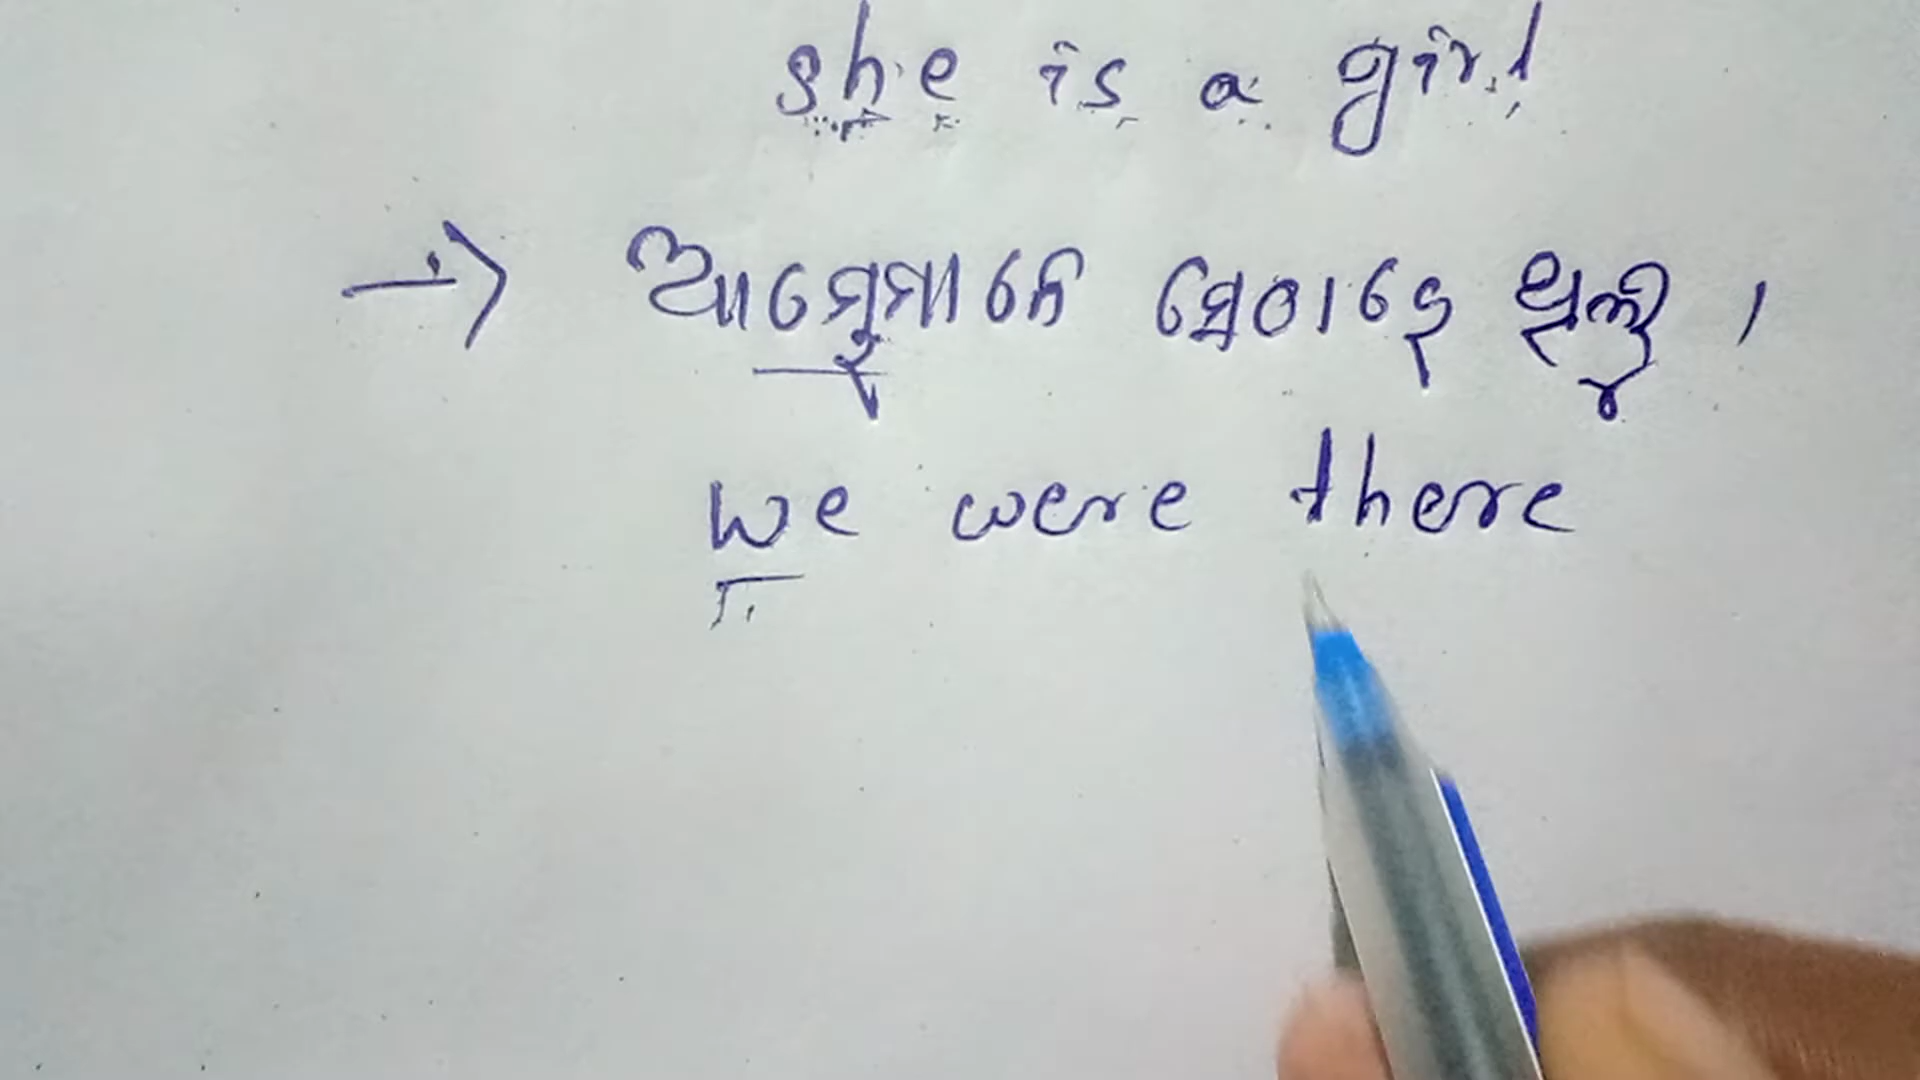 she is a girl
→ ଆମ୍ଭେମାନେ ସେଠାରେ ଥିଲୁ ।
we were there